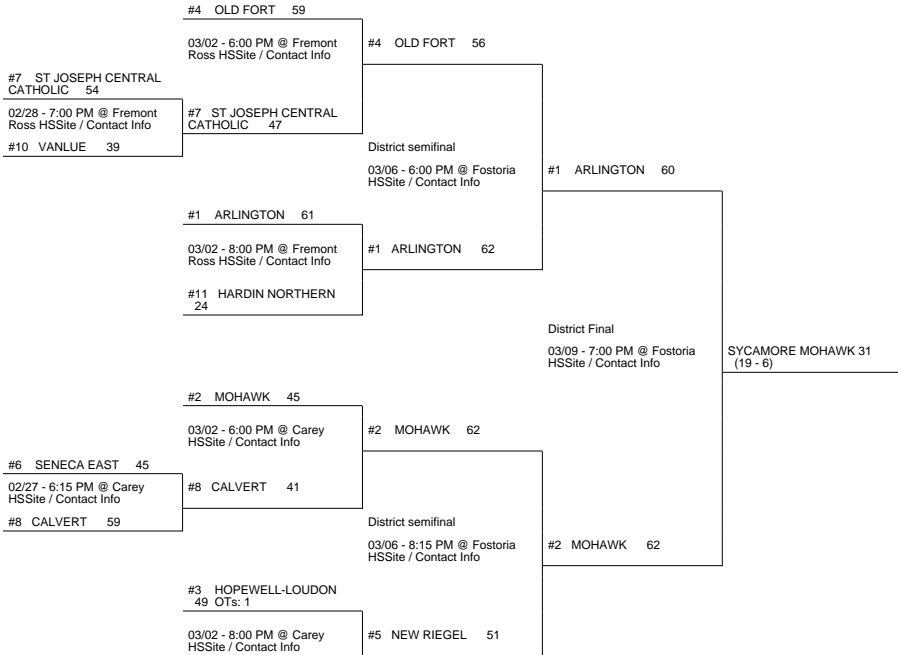 #4 OLD FORT 59
03/02 - 6:00 PM @ Fremont
Ross HSSite / Contact Info
#4 OLD FORT 56
#7 ST JOSEPH CENTRAL
CATHOLIC 54
02/28 - 7:00 PM @ Fremont
Ross HSSite / Contact Info
#7 ST JOSEPH CENTRAL
CATHOLIC 47
#10 VANLUE 39
District semifinal
03/06 - 6:00 PM @ Fostoria
HSSite / Contact Info
#1 ARLINGTON 60
#1 ARLINGTON 61
03/02 - 8:00 PM @ Fremont
Ross HSSite / Contact Info
#1 ARLINGTON 62
#11 HARDIN NORTHERN
24
District Final
03/09 - 7:00 PM @ Fostoria
HSSite / Contact Info
SYCAMORE MOHAWK 31
(19 - 6)
#2 MOHAWK 45
03/02 - 6:00 PM @ Carey
HSSite / Contact Info
#2 MOHAWK 62
#6 SENECA EAST 45
02/27 - 6:15 PM @ Carey
HSSite / Contact Info
#8 CALVERT 41
#8 CALVERT 59
District semifinal
03/06 - 8:15 PM @ Fostoria
HSSite / Contact Info
#2 MOHAWK 62
#3 HOPEWELL-LOUDON
49 OTs: 1
03/02 - 8:00 PM @ Carey
HSSite / Contact Info
#5 NEW RIEGEL 51